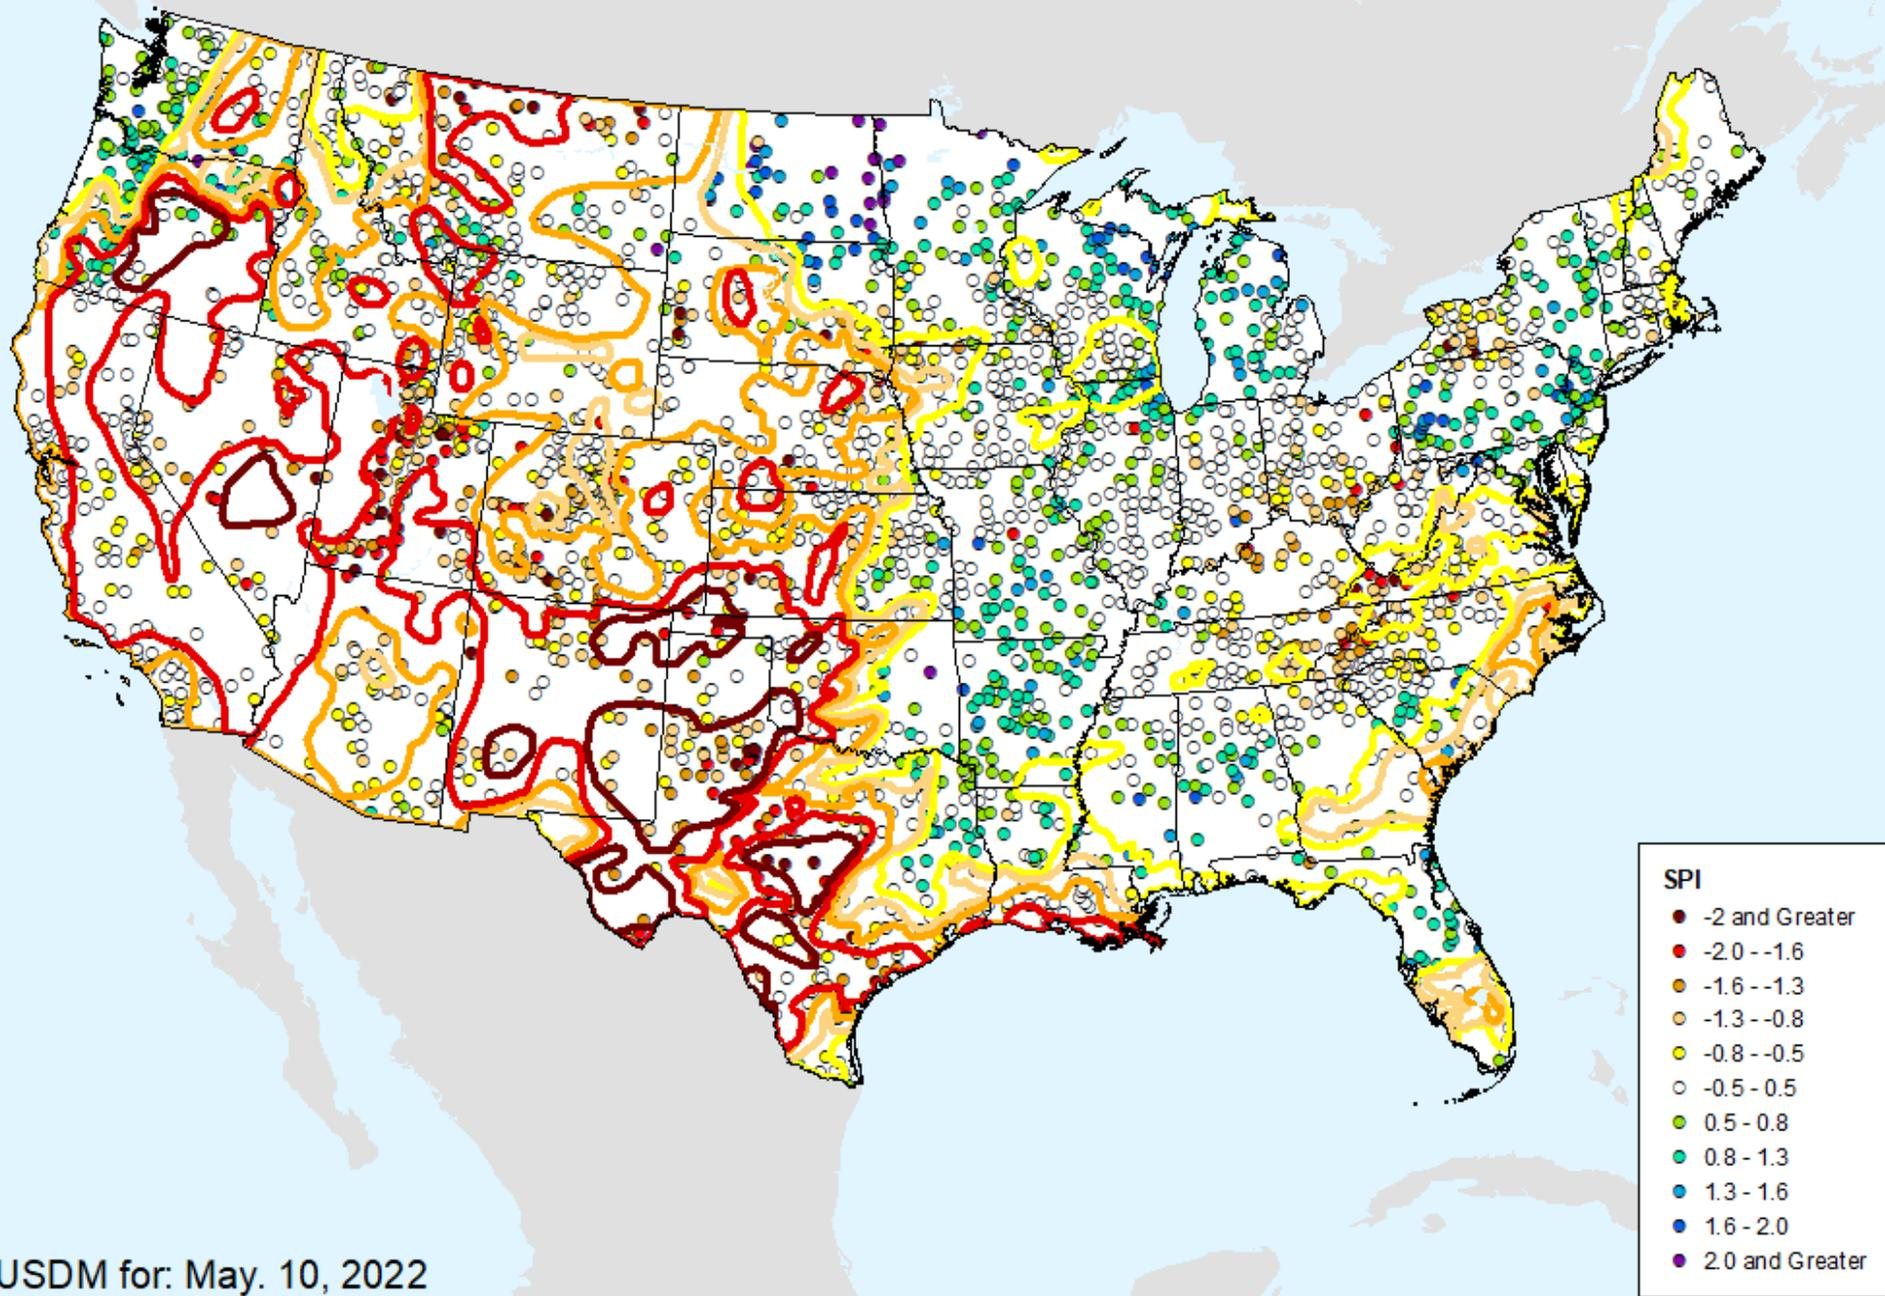 SPI
-2 and Greater
-2.0 - -1.6
-1.6 - -1.3
-1.3 - -0.8
-0.8 - -0.5
-0.5 - 0.5
0.5 - 0.8
0.8 - 1.3
1.3 - 1.6
1.6 - 2.0
2.0 and Greater
USDM for: May. 10, 2022